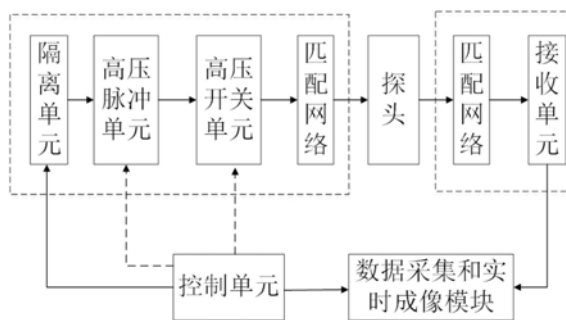 隔
离
单
元
高压
脉冲
单元
高压
开关
单元
匹
配
网
络
探
头
匹
配
网
络
接
收
单
元
控制单元
数据采集和实
时成像模块